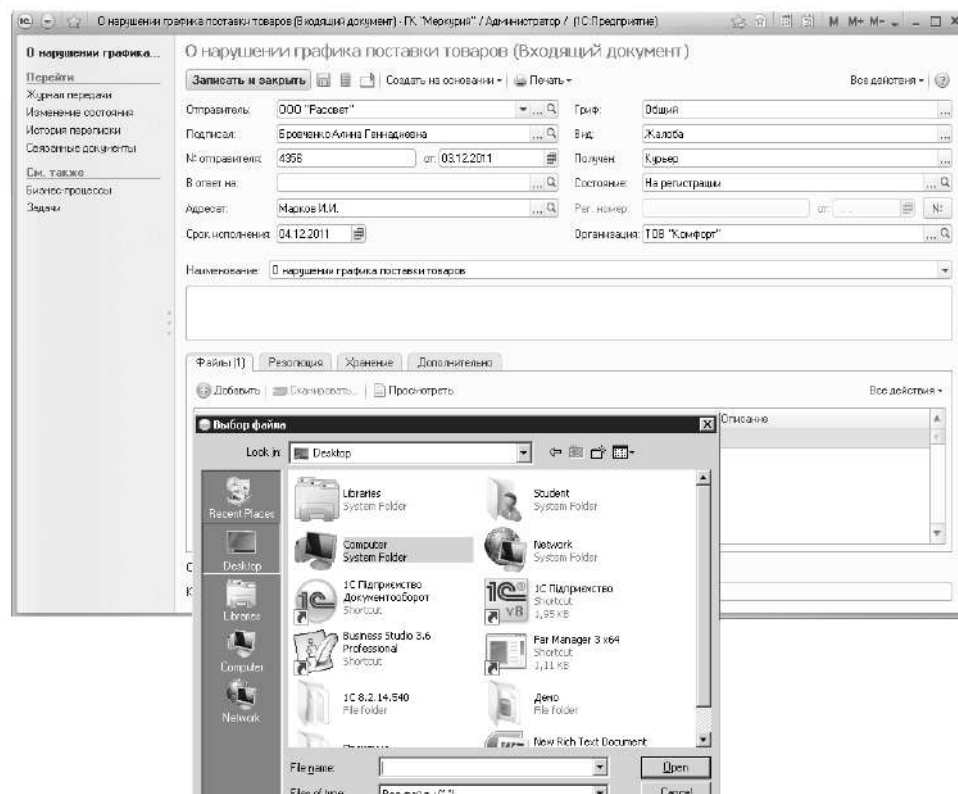 О нарушении графика поставки товаров (Входящий документ) - ГК "Меркурий" / Администратор / (1С:Предприятие)
M M+ M-
О нарушении графика...
Перейти
Журнал передачи
Изменение состояния
История переписки
Связанные документы
См. также
Бизнес-процессы
Задачи
О нарушении графика поставки товаров (Входящий документ)
Записать и закрыть Создать на основании Печать Все действия
Отправитель: ООО "Рассвет" Гриф: Общий
Подписал: Бровченко Алина Геннадиевна Вид: Жалоба
№ отправителя: 4356 от: 03.12.2011 Получен: Курьер
В ответ на: Состояние: На регистрации
Адресат: Марков И.И. Рег. номер: от: . . №
Срок исполнения: 04.12.2011 Организация: ТОВ "Комфорт"
Наименование: О нарушении графика поставки товаров
Файлы (1) Резолюция Хранение Дополнительно
Добавить Сканировать... Просмотреть Все действия
Описание
Выбор файла
Look in: Desktop
Recent Places
Desktop
Libraries
Computer
Network
Libraries
System Folder
Student
System Folder
Computer
System Folder
Network
System Folder
1С Підприємство
Документооборот
Shortcut
1С Підприємство
Shortcut
1,95 KB
Business Studio 3.6
Professional
Shortcut
Far Manager 3 x64
Shortcut
1,11 KB
1С 8.2.14.540
File folder
Демо
File folder
New Rich Text Document
File name: Open
Files of type: Cancel